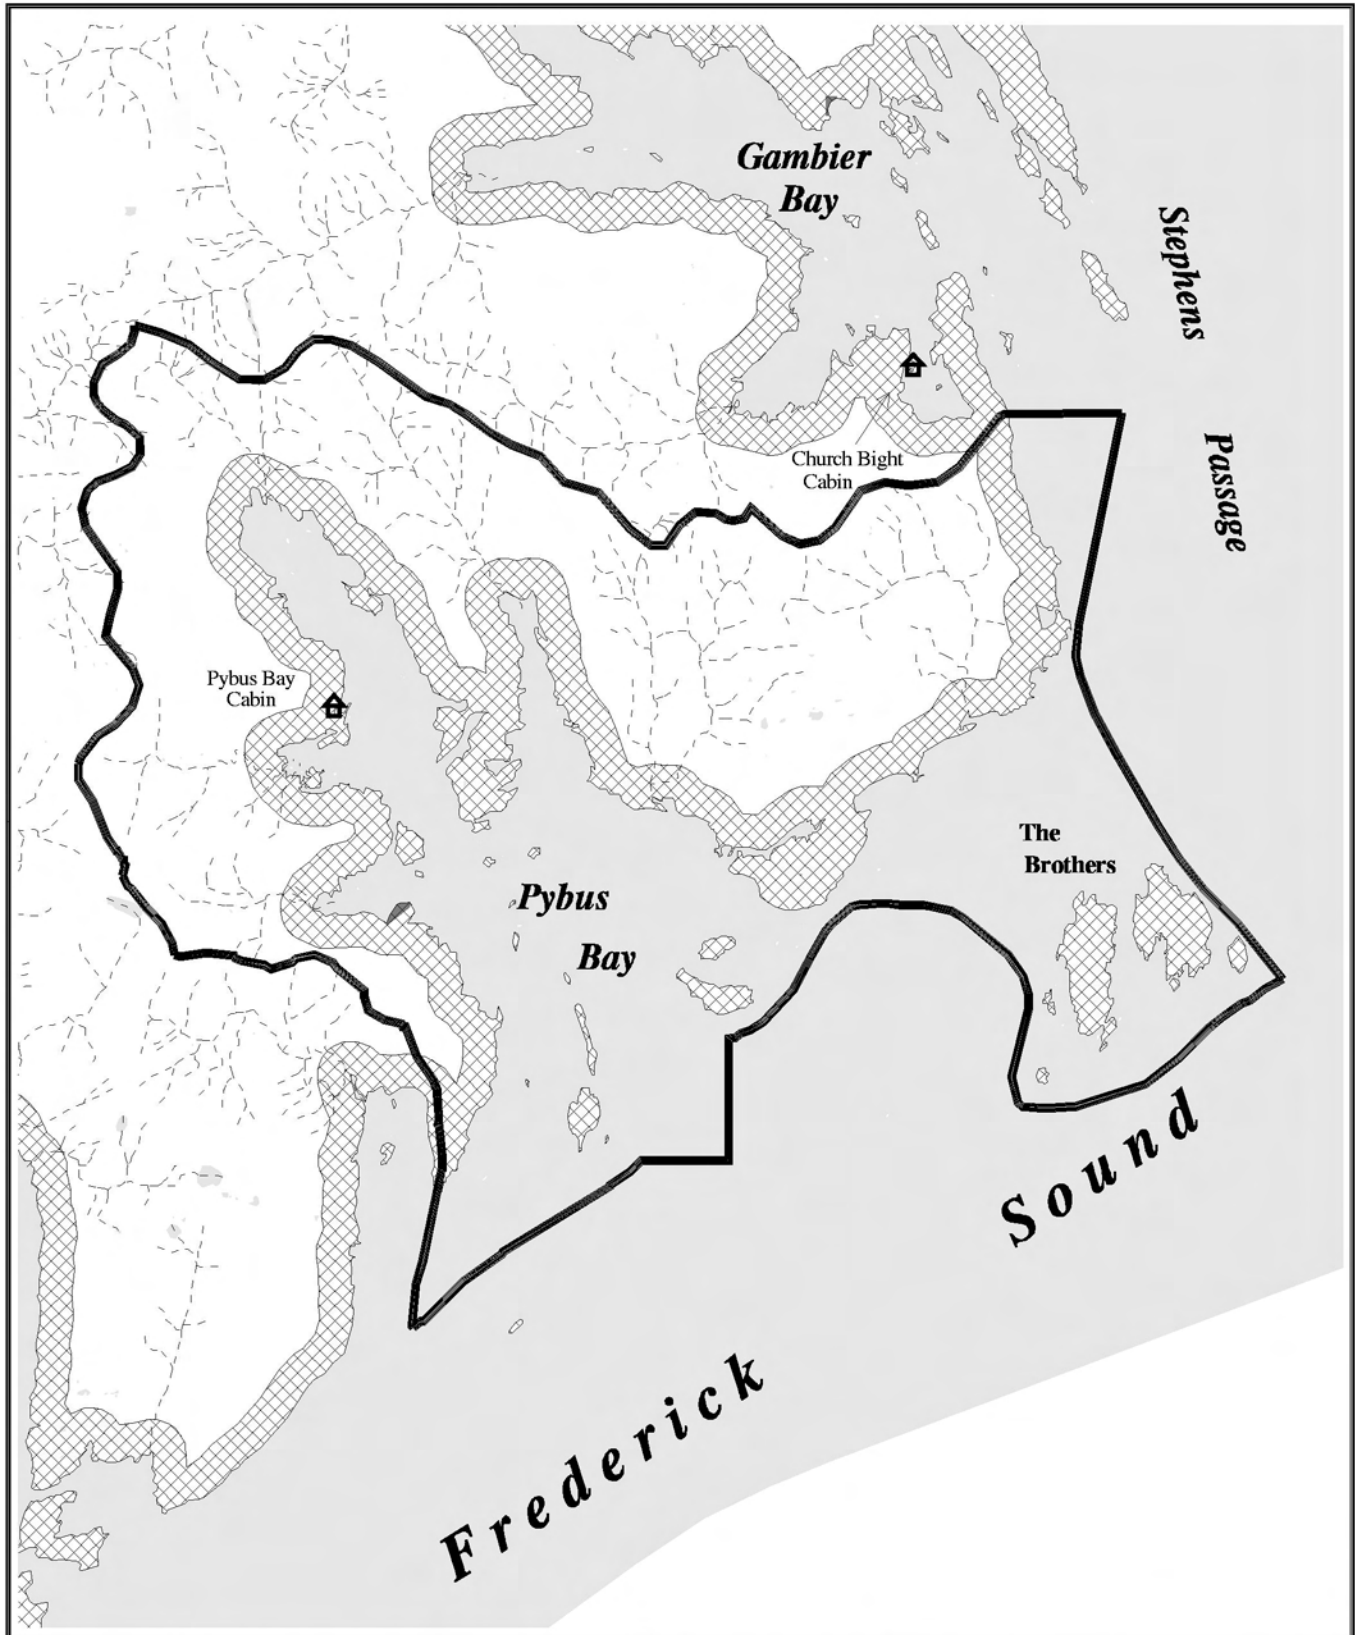 Gambier
Bay
Stephens
Passage
Church Bight
Cabin
Pybus Bay
Cabin
The
Brothers
Pybus
Bay
Sound
Frederick